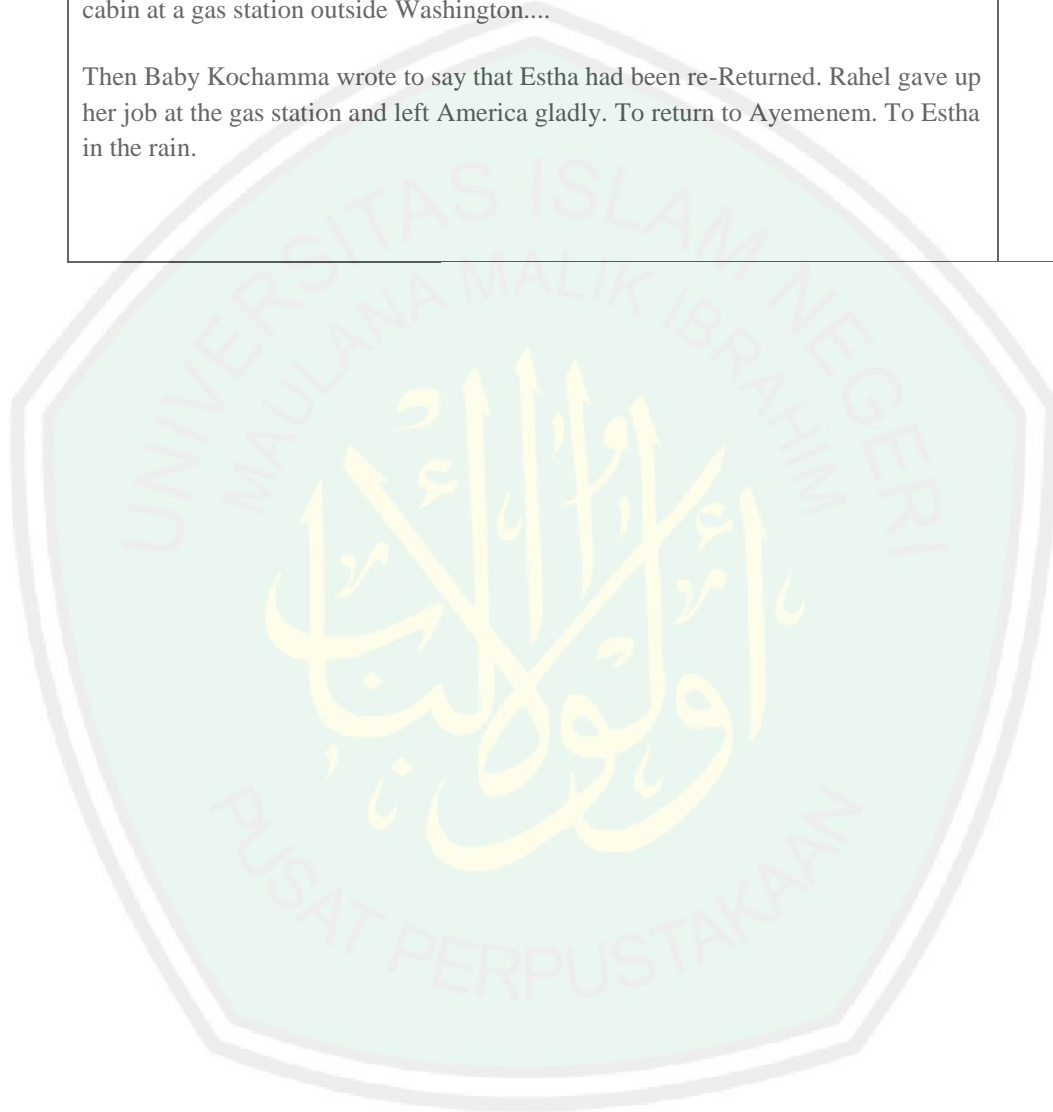 cabin at a gas station outside Washington....
Then Baby Kochamma wrote to say that Estha had been re-Returned. Rahel gave up
her job at the gas station and left America gladly. To return to Ayemenem. To Estha
in the rain.
UNIVERSITAS ISLAM NEGERI
MAULANA MALIK IBRAHIM
أولوا الألباب
PUSAT PERPUSTAKAAN